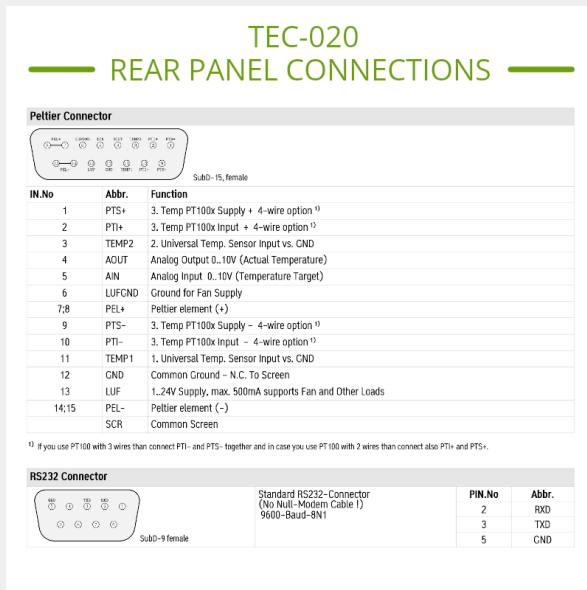 TEC-020
REAR PANEL CONNECTIONS
Peltier Connector
SubD-15, female
IN.No Abbr. Function
1 PTS+ 3. Temp PT100x Supply + 4-wire option ¹⁾
2 PTI+ 3. Temp PT100x Input + 4-wire option ¹⁾
3 TEMP2 2. Universal Temp. Sensor Input vs. GND
4 AOUT Analog Output 0..10V (Actual Temperature)
5 AIN Analog Input 0..10V (Temperature Target)
6 LUFGND Ground for Fan Supply
7;8 PEL+ Peltier element (+)
9 PTS- 3. Temp PT100x Supply - 4-wire option ¹⁾
10 PTI- 3. Temp PT100x Input - 4-wire option ¹⁾
11 TEMP1 1. Universal Temp. Sensor Input vs. GND
12 GND Common Ground - N.C. To Screen
13 LUF 1..24V Supply, max. 500mA supports Fan and Other Loads
14;15 PEL- Peltier element (-)
SCR Common Screen
¹⁾ If you use PT100 with 3 wires than connect PTI- and PTS- together and in case you use PT100 with 2 wires than connect also PTI+ and PTS+.
RS232 Connector
SubD-9 female
Standard RS232-Connector
(No Null-Modem Cable !)
9600-Baud-8N1
PIN.No Abbr.
2 RXD
3 TXD
5 GND